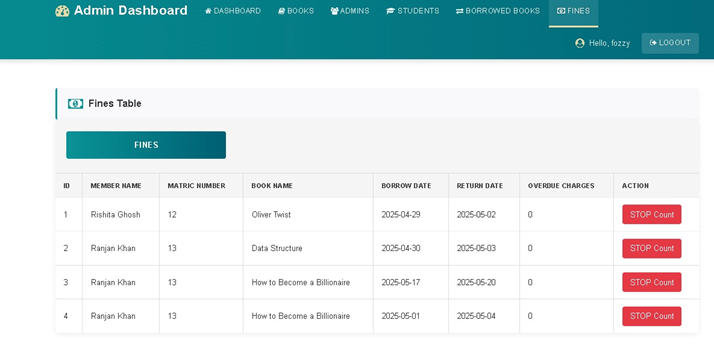 Admin Dashboard DASHBOARD BOOKS ADMINS STUDENTS BORROWED BOOKS FINES
Hello, fozzy LOGOUT
Fines Table
FINES
ID MEMBER NAME MATRIC NUMBER BOOK NAME BORROW DATE RETURN DATE OVERDUE CHARGES ACTION
1 Rishita Ghosh 12 Oliver Twist 2025-04-29 2025-05-02 0 STOP Count
2 Ranjan Khan 13 Data Structure 2025-04-30 2025-05-03 0 STOP Count
3 Ranjan Khan 13 How to Become a Billionaire 2025-05-17 2025-05-20 0 STOP Count
4 Ranjan Khan 13 How to Become a Billionaire 2025-05-01 2025-05-04 0 STOP Count